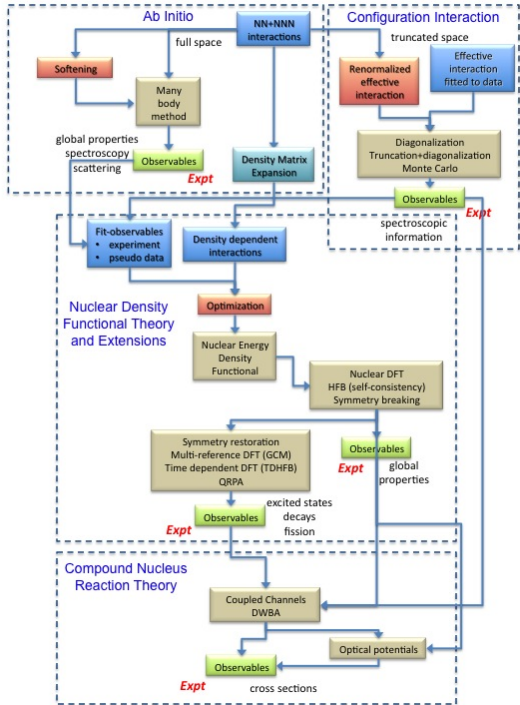 Ab Initio
NN+NNN
interactions
Configuration Interaction
full space
truncated space
Softening
Many
body
method
Renormalized
effective
interaction
Effective
interaction
fitted to data
global properties
spectroscopy
scattering
Observables
Expt
Density Matrix
Expansion
Diagonalization
Truncation+diagonalization
Monte Carlo
Observables
Expt
spectroscopic
information
Fit-observables
• experiment
• pseudo data
Density dependent
interactions
Nuclear Density
Functional Theory
and Extensions
Optimization
Nuclear Energy
Density
Functional
Nuclear DFT
HFB (self-consistency)
Symmetry breaking
Symmetry restoration
Multi-reference DFT (GCM)
Time dependent DFT (TDHFB)
QRPA
Observables
Expt
global
properties
Observables
Expt
excited states
decays
fission
Compound Nucleus
Reaction Theory
Coupled Channels
DWBA
Optical potentials
Observables
Expt
cross sections